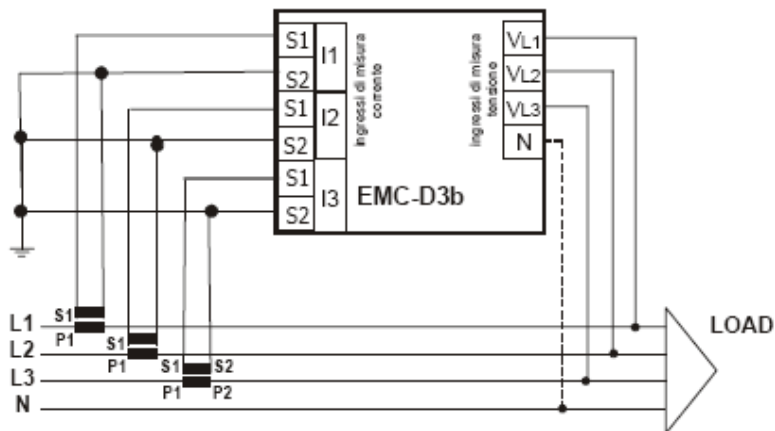 S1
I1
S2
S1
I2
S2
S1
I3
S2
ingressi di misura
corrente
ingressi di misura
tensione
VL1
VL2
VL3
N
EMC-D3b
S1
L1
P1
S1
L2
P1
S1 S2
L3
P1 P2
N
LOAD